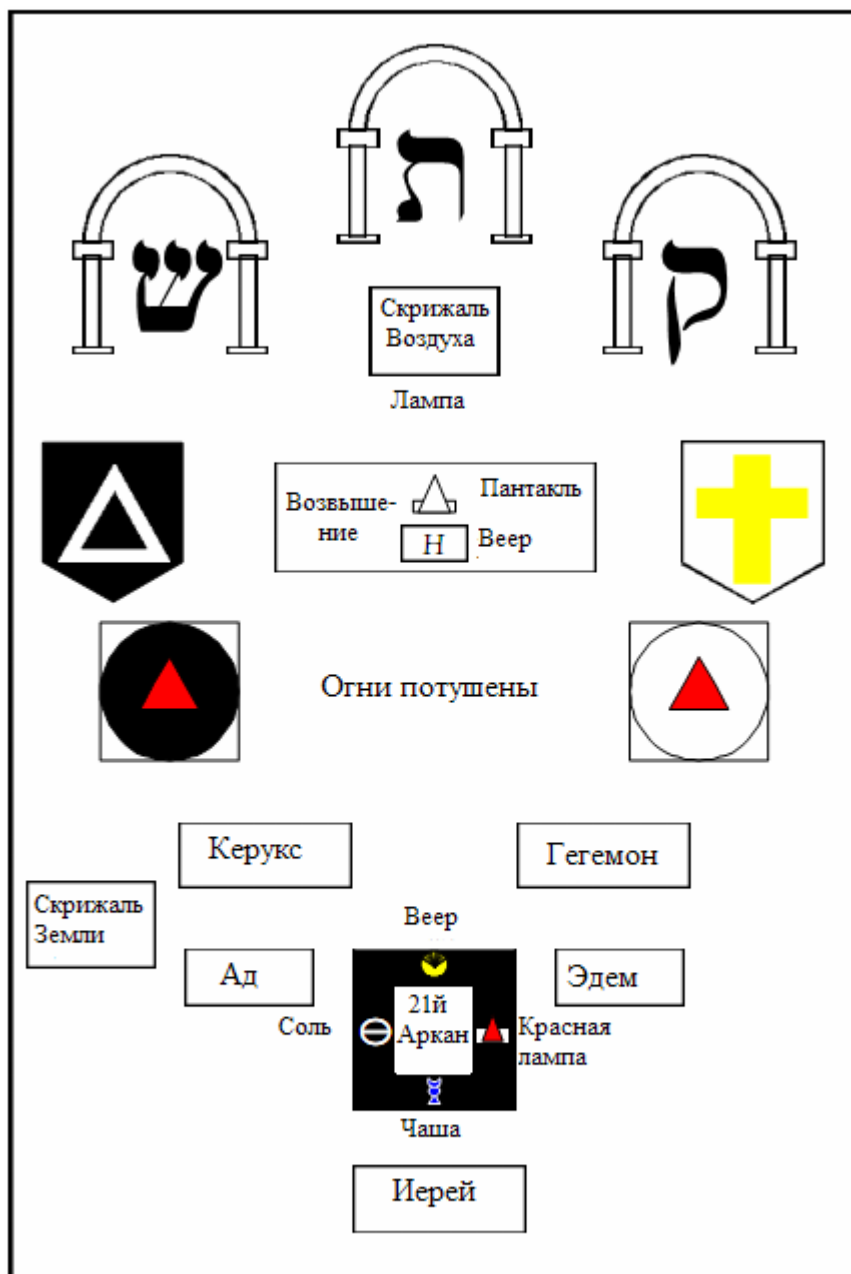 ת
ש
ק
Скрижаль
Воздуха
Лампа
Возвыше-
ние
Пантакль
H
Веер
Огни потушены
Керукс
Гегемон
Скрижаль
Земли
Веер
Ад
Эдем
21й
Аркан
Соль
Красная
лампа
Чаша
Иерей